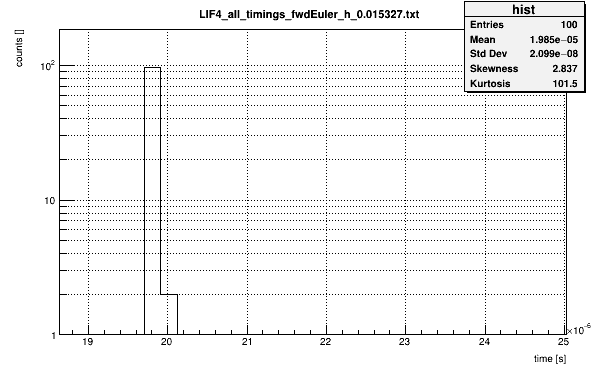 LIF4_all_timings_fwdEuler_h_0.015327.txt
hist
Entries 100
Mean 1.985e−05
Std Dev 2.099e−08
Skewness 2.837
Kurtosis 101.5
counts []
10²
10
1
19 20 21 22 23 24 25
×10⁻⁶
time [s]